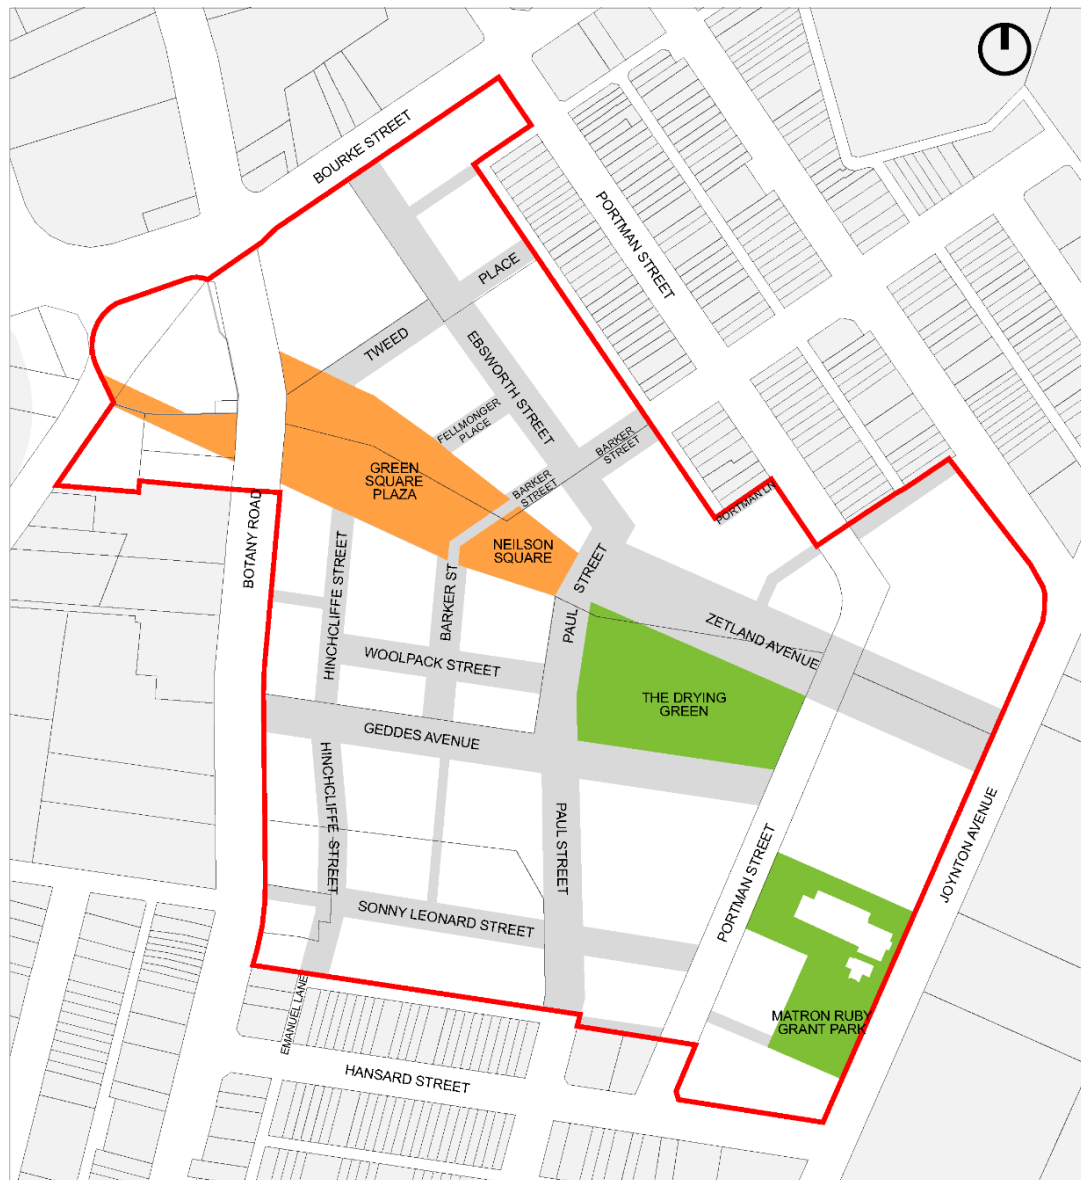 BOURKE STREET
PORTMAN STREET
PLACE
TWEED
EBSWORTH STREET
FELLMONGER
PLACE
BARKER
STREET
BARKER
STREET
GREEN
SQUARE
PLAZA
PORTMAN LN
BOTANY ROAD
NEILSON
SQUARE
STREET
PAUL
HINCHCLIFFE STREET
BARKER ST
ZETLAND AVENUE
WOOLPACK STREET
THE DRYING
GREEN
GEDDES AVENUE
HINCHCLIFFE STREET
PAUL STREET
JOYNTON AVENUE
PORTMAN STREET
SONNY LEONARD STREET
MATRON RUBY
GRANT PARK
EMANUEL LANE
HANSARD STREET